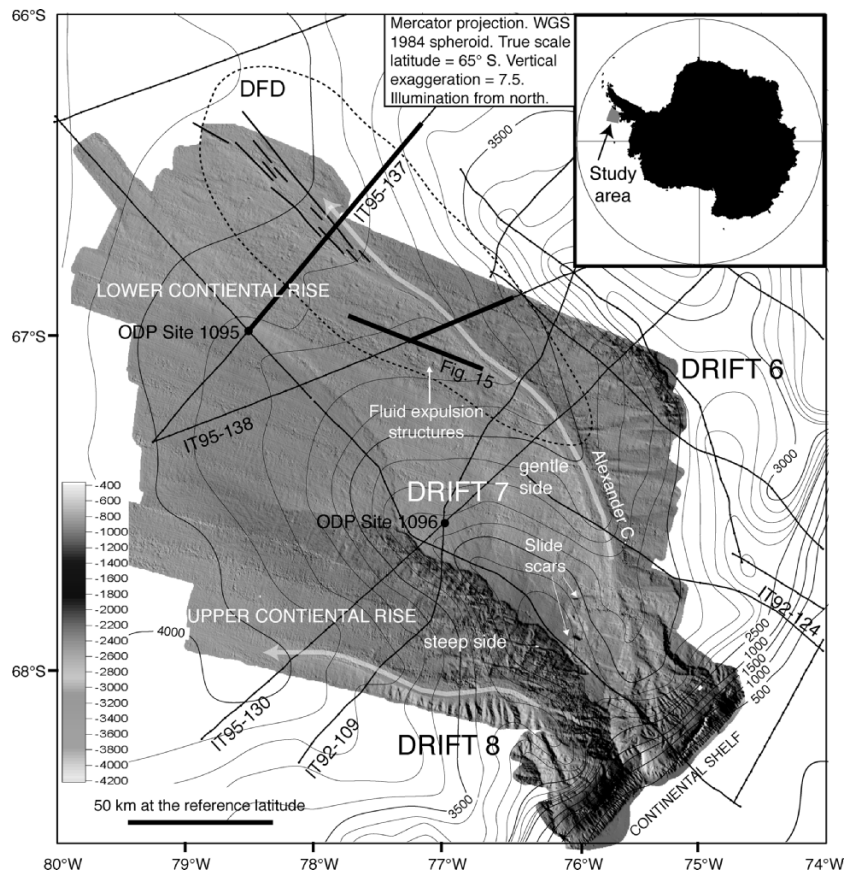 66°S
Mercator projection. WGS
1984 spheroid. True scale
latitude = 65° S. Vertical
exaggeration = 7.5.
Illumination from north.
Study
area
DFD
3500
IT95-137
LOWER CONTIENTAL RISE
ODP Site 1095
67°S
DRIFT 6
Fig. 15
Fluid expulsion
structures
IT95-138
gentle
side
Alexander C.
3000
DRIFT 7
ODP Site 1096
Slide
scars
IT92-124
-400
-600
-800
-1000
-1200
-1400
-1600
-1800
-2000
-2200
-2400
-2600
-2800
-3000
-3200
-3400
-3600
-3800
-4000
-4200
UPPER CONTIENTAL RISE
4000
steep side
2500
1000
1500
1000
500
68°S
IT95-130
IT92-109
DRIFT 8
CONTINENTAL SHELF
3500
50 km at the reference latitude
80°W
79°W
78°W
77°W
76°W
75°W
74°W